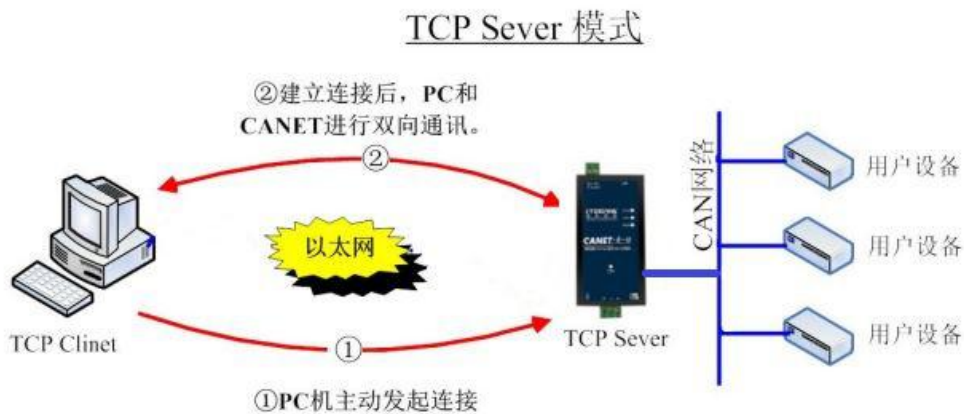 TCP Sever 模式
②建立连接后，PC和
CANET进行双向通讯。
②
CAN网络
用户设备
以太网
用户设备
TCP Clinet
①
TCP Sever
用户设备
①PC机主动发起连接